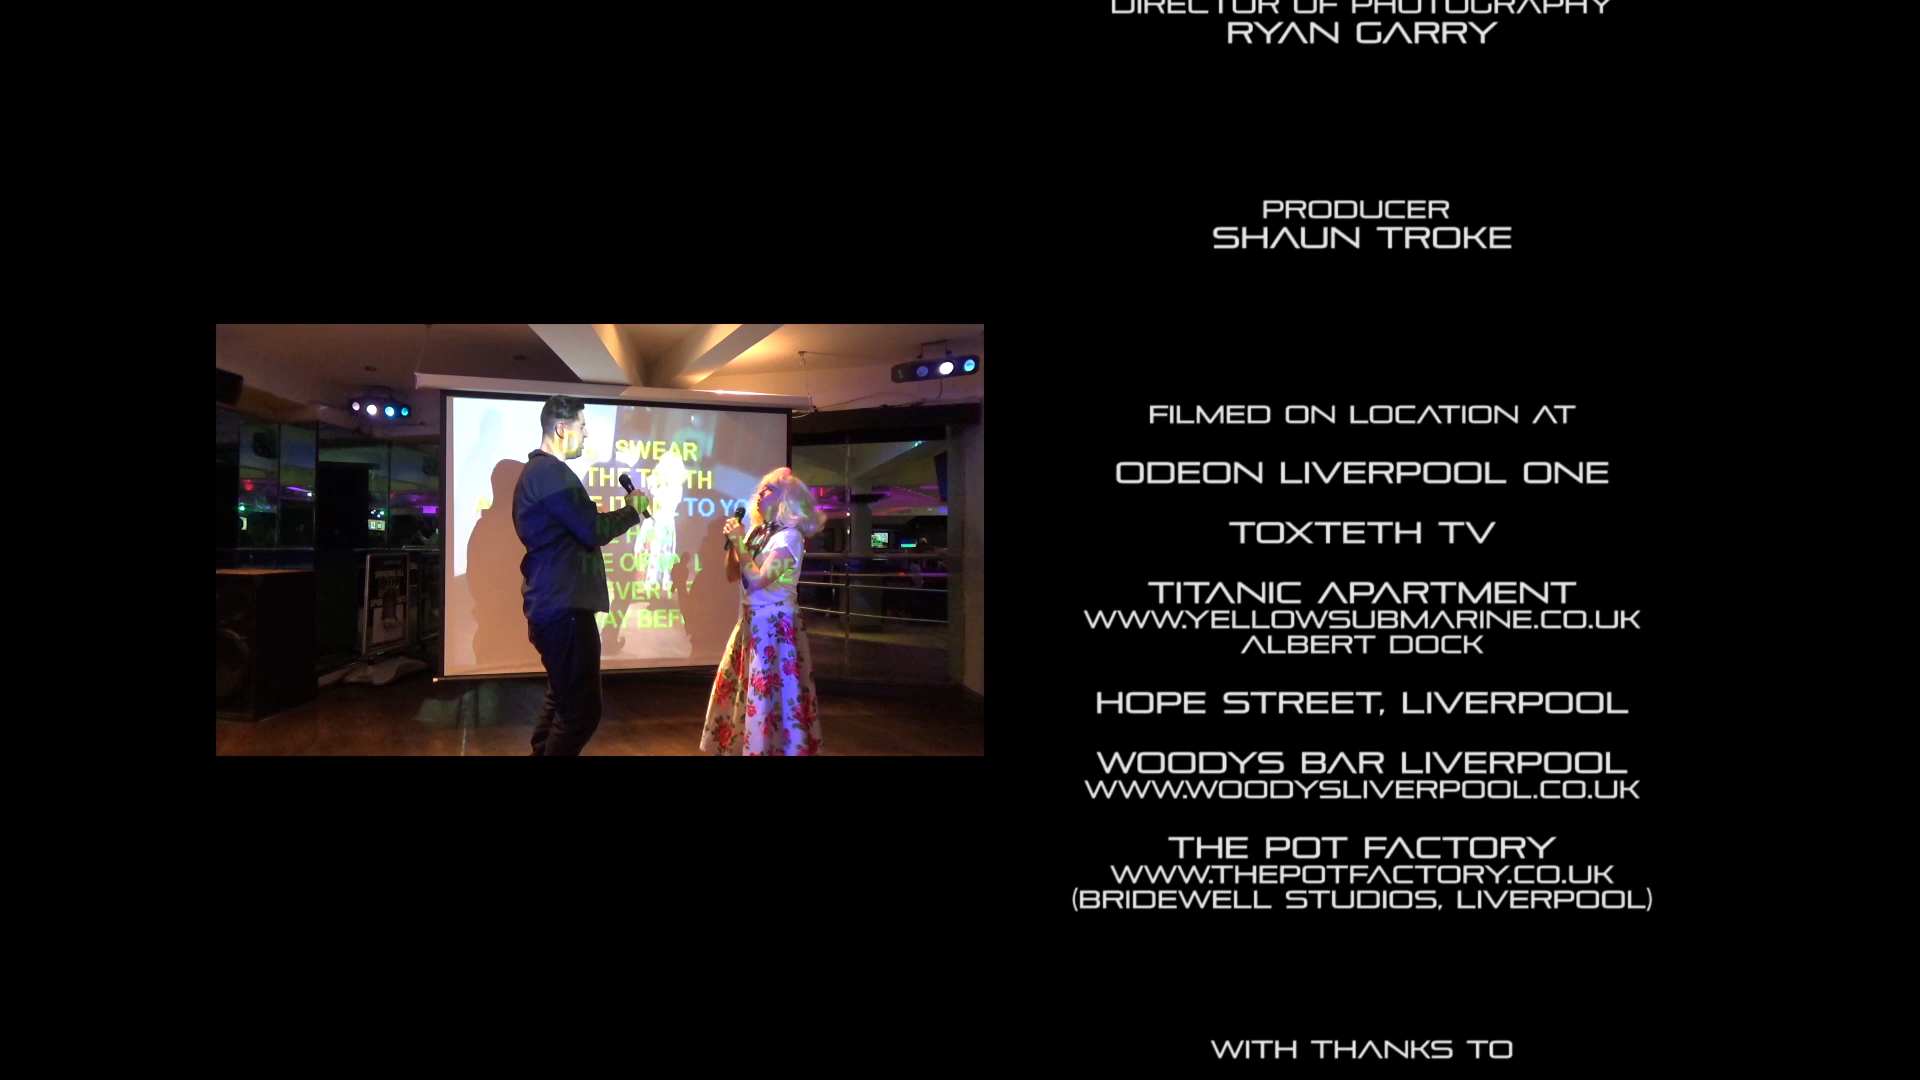 DIRECTOR OF PHOTOGRAPHY
RYAN GARRY
PRODUCER
SHAUN TROKE
FILMED ON LOCATION AT
ODEON LIVERPOOL ONE
TOXTETH TV
TITANIC APARTMENT
WWW.YELLOWSUBMARINE.CO.UK
ALBERT DOCK
HOPE STREET, LIVERPOOL
WOODYS BAR LIVERPOOL
WWW.WOODYSLIVERPOOL.CO.UK
THE POT FACTORY
WWW.THEPOTFACTORY.CO.UK
(BRIDEWELL STUDIOS, LIVERPOOL)
WITH THANKS TO
SWEAR
THE
TO